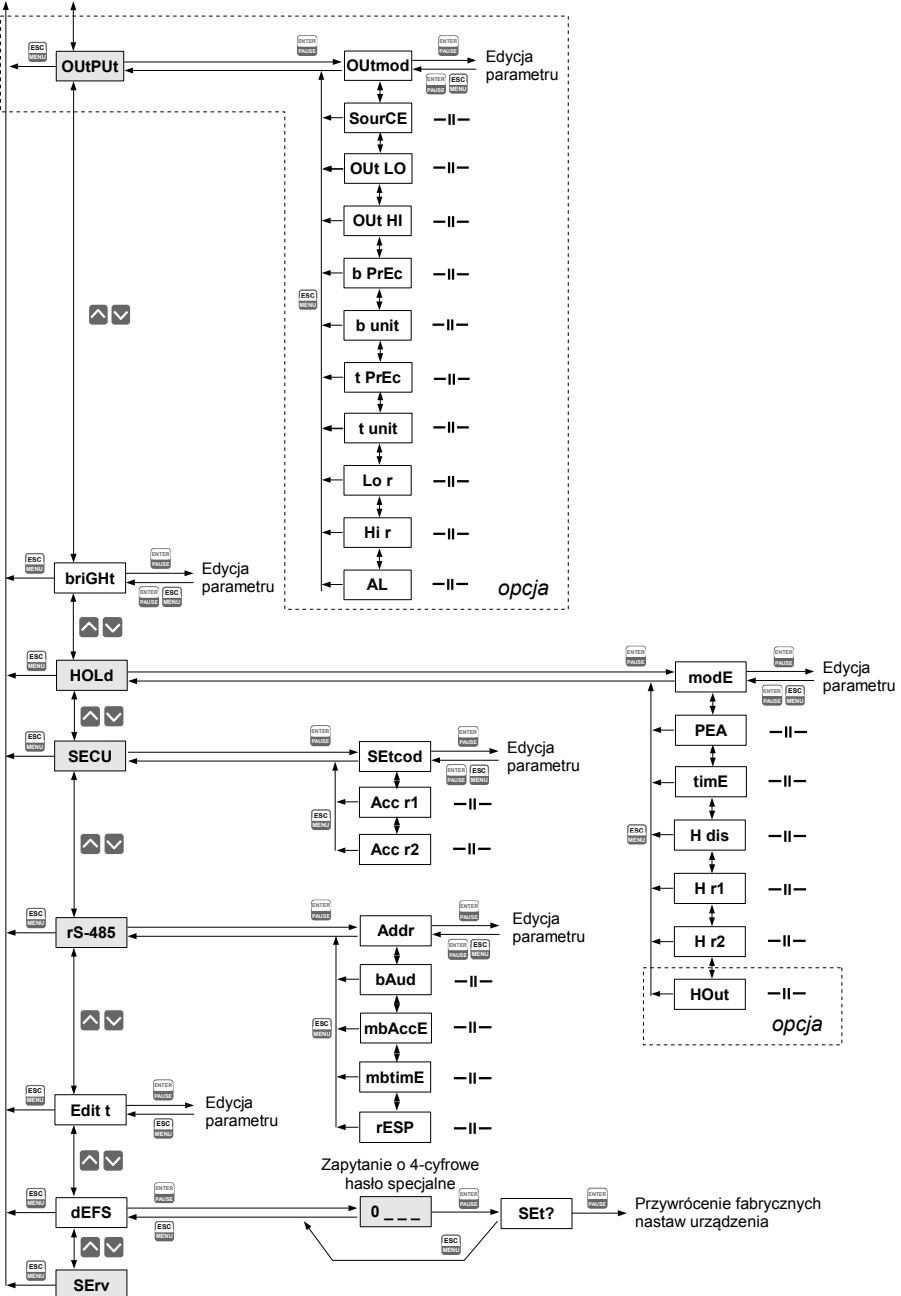 ESC MENU
OUtPUt
ENTER PAUSE
OUtmod
ENTER PAUSE
ENTER PAUSE
ESC MENU
Edycja
parametru
SourCE
—II—
OUt LO
—II—
OUt HI
—II—
b PrEc
—II—
ESC MENU
b unit
—II—
t PrEc
—II—
t unit
—II—
Lo r
—II—
Hi r
—II—
AL
—II—
opcja
ESC MENU
briGHt
ENTER PAUSE
ENTER PAUSE
ESC MENU
Edycja
parametru
ESC MENU
HOLd
ENTER PAUSE
modE
ENTER PAUSE
ENTER PAUSE
ESC MENU
Edycja
parametru
PEA
—II—
timE
—II—
ESC MENU
H dis
—II—
H r1
—II—
H r2
—II—
HOut
—II—
opcja
ESC MENU
SECU
ENTER PAUSE
SEtcod
ENTER PAUSE
ENTER PAUSE
ESC MENU
Edycja
parametru
ESC MENU
Acc r1
—II—
Acc r2
—II—
ESC MENU
rS-485
ENTER PAUSE
Addr
ENTER PAUSE
ENTER PAUSE
ESC MENU
Edycja
parametru
bAud
—II—
ESC MENU
mbAccE
—II—
mbtimE
—II—
rESP
—II—
ESC MENU
Edit t
ENTER PAUSE
ESC MENU
Edycja
parametru
Zapytanie o 4-cyfrowe
hasło specjalne
ESC MENU
dEFS
ENTER PAUSE
ESC MENU
0 _ _ _
ENTER PAUSE
ESC MENU
SEt?
ENTER PAUSE
Przywrócenie fabrycznych
nastaw urządzenia
ESC MENU
SErv